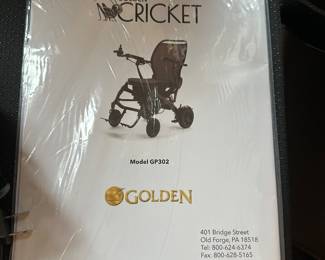 CRICKET
Model GP302
GOLDEN
401 Bridge Street
Old Forge, PA 18518
Tel: 800-624-6374
Fax: 800-628-5165